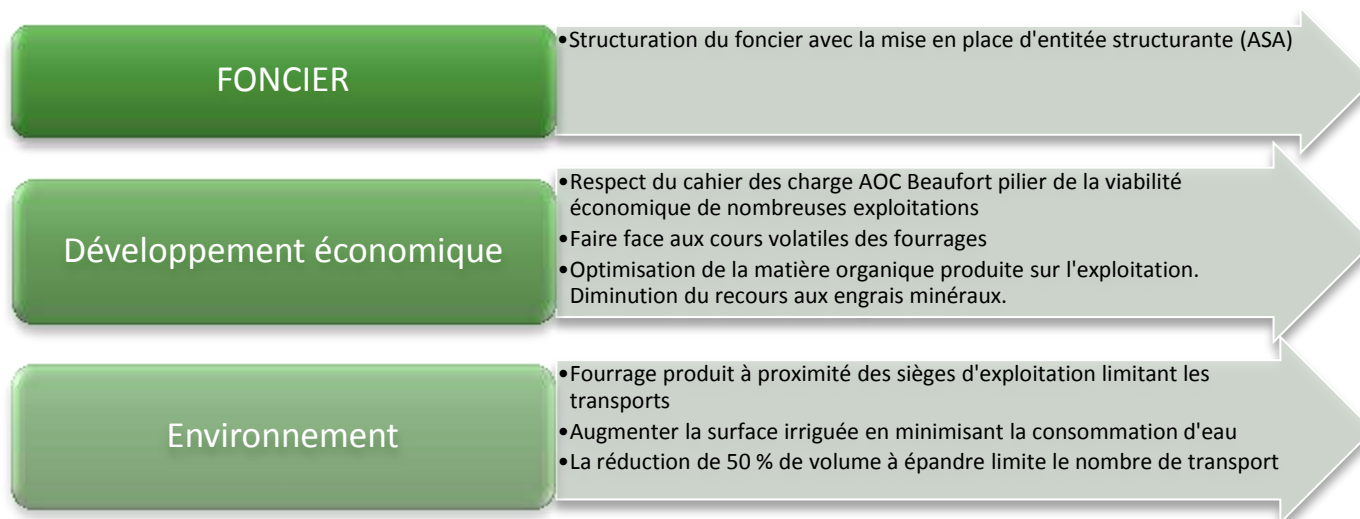 FONCIER
•Structuration du foncier avec la mise en place d'entitée structurante (ASA)
Développement économique
•Respect du cahier des charge AOC Beaufort pilier de la viabilité
économique de nombreuses exploitations
•Faire face aux cours volatiles des fourrages
•Optimisation de la matière organique produite sur l'exploitation.
Diminution du recours aux engrais minéraux.
Environnement
•Fourrage produit à proximité des sièges d'exploitation limitant les
transports
•Augmenter la surface irriguée en minimisant la consommation d'eau
•La réduction de 50 % de volume à épandre limite le nombre de transport